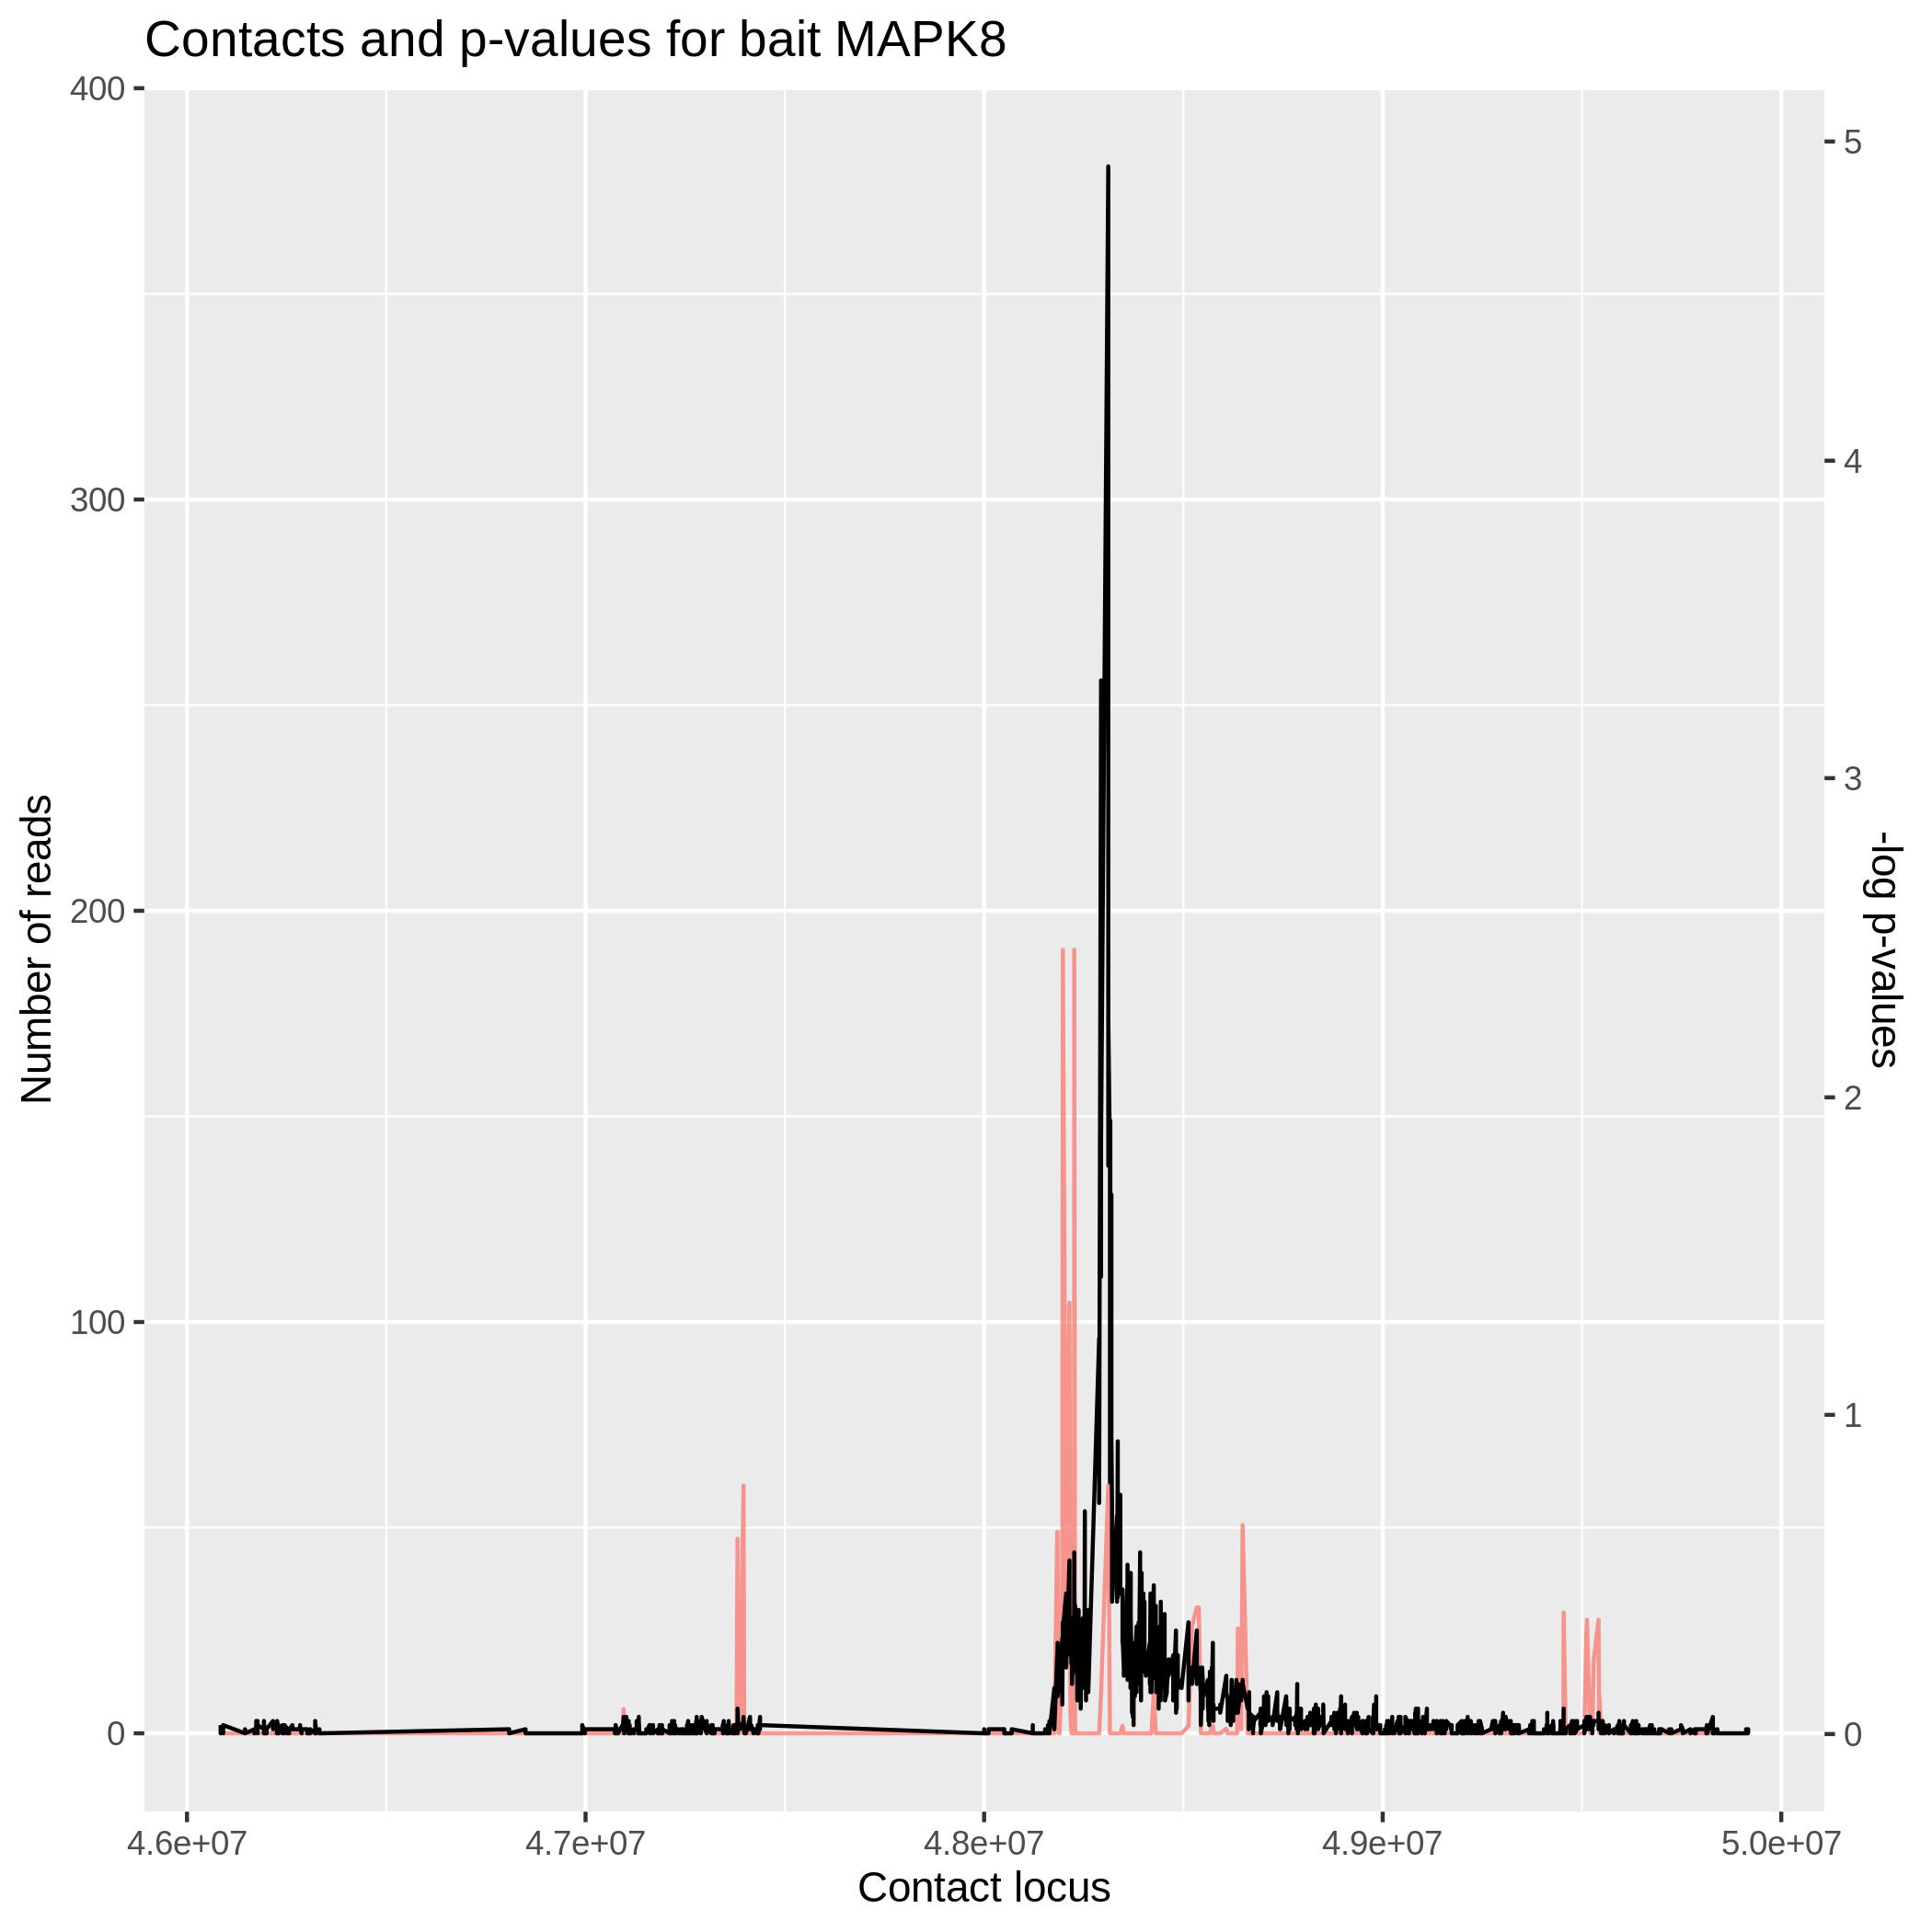 Contacts and p-values for bait MAPK8
400
300
200
100
0
Number of reads
5
4
3
2
1
0
-log p-values
4.6e+07 4.7e+07 4.8e+07 4.9e+07 5.0e+07
Contact locus